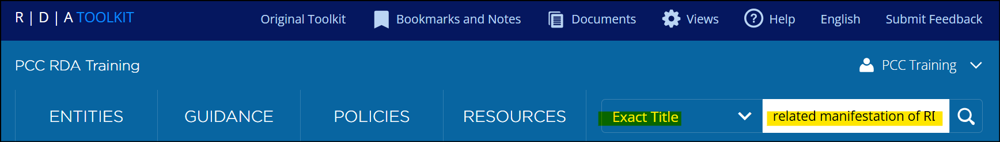 R | D | A TOOLKIT Original Toolkit Bookmarks and Notes Documents Views Help English Submit Feedback
PCC RDA Training PCC Training
ENTITIES GUIDANCE POLICIES RESOURCES Exact Title related manifestation of